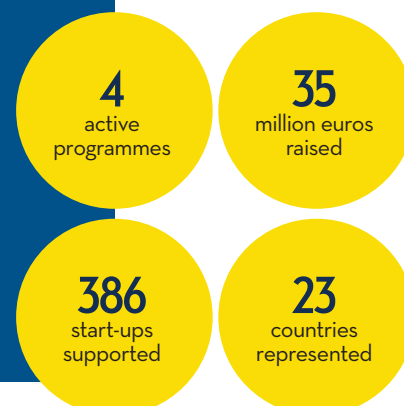 4
active
programmes
35
million euros
raised
386
start-ups
supported
23
countries
represented